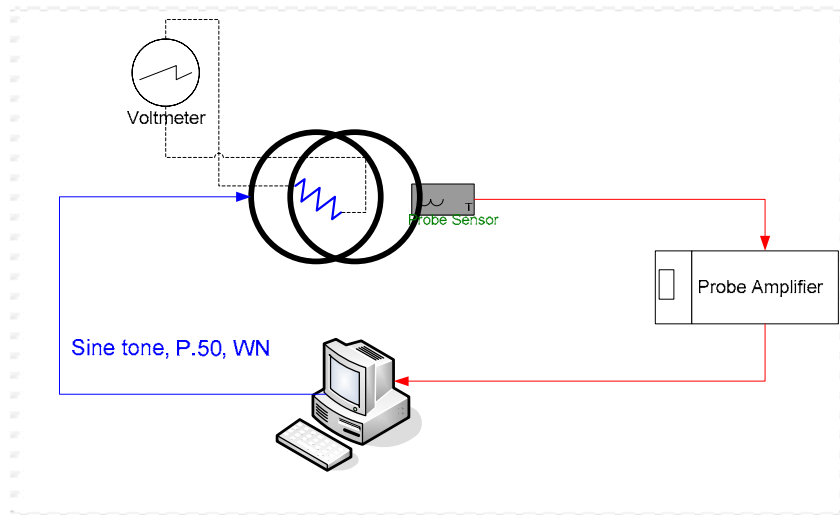 Voltmeter
T
Probe Sensor
Probe Amplifier
Sine tone, P.50, WN